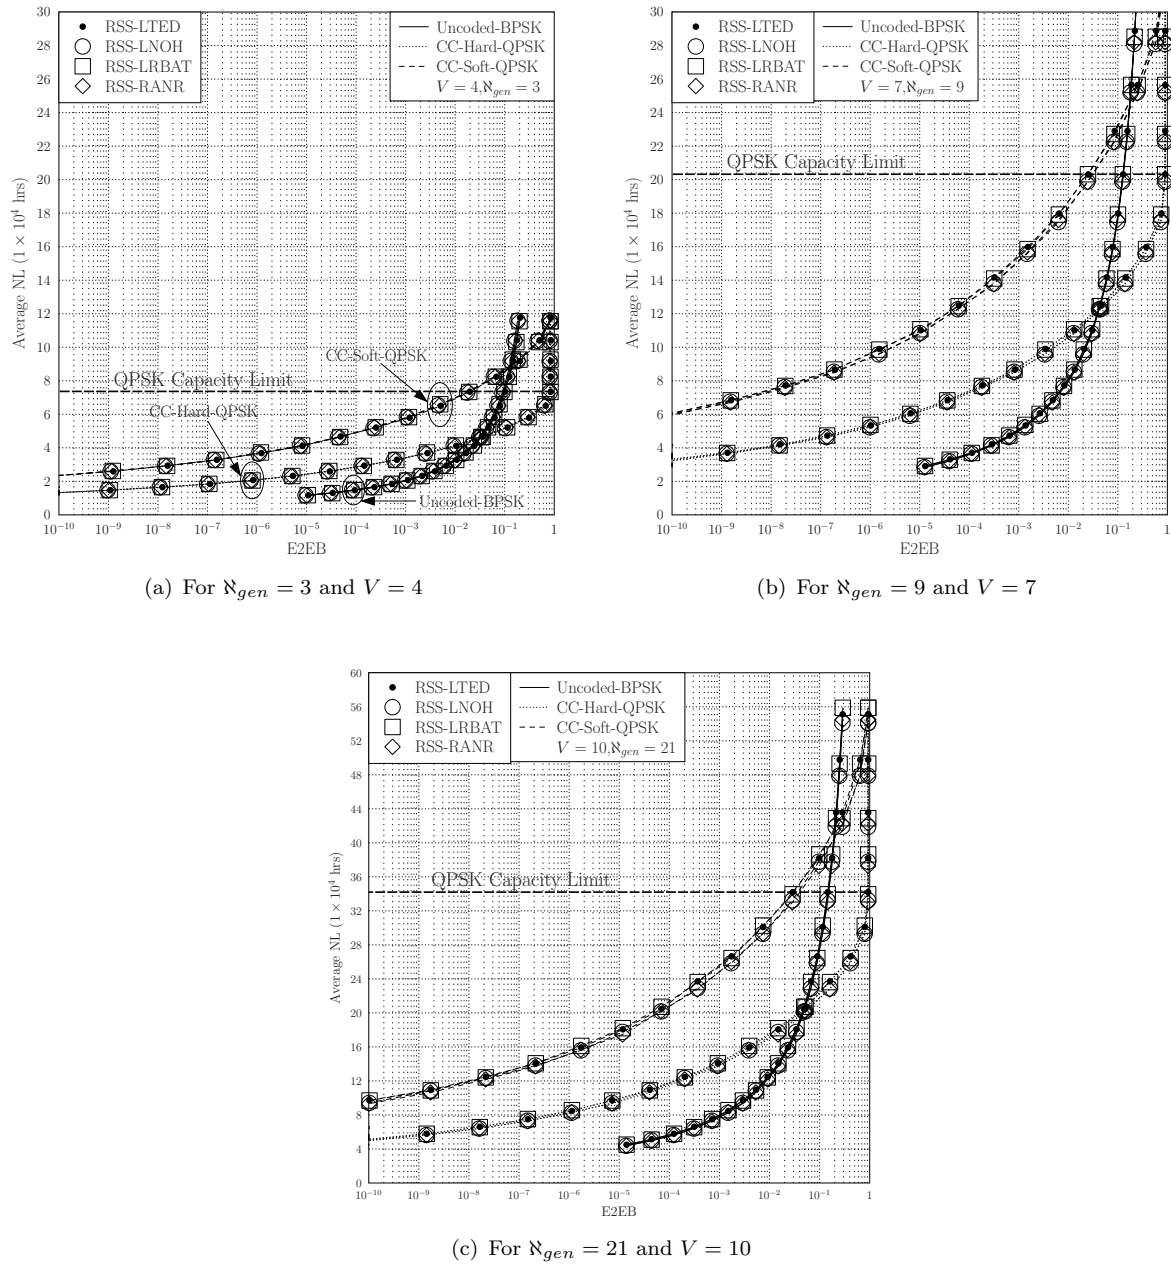 30
28
26
24
22
20
18
16
14
12
10
8
6
4
2
0
Average NL (1 × 10⁴ hrs)
RSS-LTED
RSS-LNOH
RSS-LRBAT
RSS-RANR
Uncoded-BPSK
CC-Hard-QPSK
CC-Soft-QPSK
V = 4,ℵgen = 3
CC-Soft-QPSK
QPSK Capacity Limit
CC-Hard-QPSK
Uncoded-BPSK
10⁻¹⁰ 10⁻⁹ 10⁻⁸ 10⁻⁷ 10⁻⁶ 10⁻⁵ 10⁻⁴ 10⁻³ 10⁻² 10⁻¹ 1
E2EB
(a) For ℵgen = 3 and V = 4
30
28
26
24
22
20
18
16
14
12
10
8
6
4
2
0
Average NL (1 × 10⁴ hrs)
RSS-LTED
RSS-LNOH
RSS-LRBAT
RSS-RANR
Uncoded-BPSK
CC-Hard-QPSK
CC-Soft-QPSK
V = 7,ℵgen = 9
QPSK Capacity Limit
10⁻¹⁰ 10⁻⁹ 10⁻⁸ 10⁻⁷ 10⁻⁶ 10⁻⁵ 10⁻⁴ 10⁻³ 10⁻² 10⁻¹ 1
E2EB
(b) For ℵgen = 9 and V = 7
60
56
52
48
44
40
36
32
28
24
20
16
12
8
4
0
Average NL (1 × 10⁴ hrs)
RSS-LTED
RSS-LNOH
RSS-LRBAT
RSS-RANR
Uncoded-BPSK
CC-Hard-QPSK
CC-Soft-QPSK
V = 10,ℵgen = 21
QPSK Capacity Limit
10⁻¹⁰ 10⁻⁹ 10⁻⁸ 10⁻⁷ 10⁻⁶ 10⁻⁵ 10⁻⁴ 10⁻³ 10⁻² 10⁻¹ 1
E2EB
(c) For ℵgen = 21 and V = 10